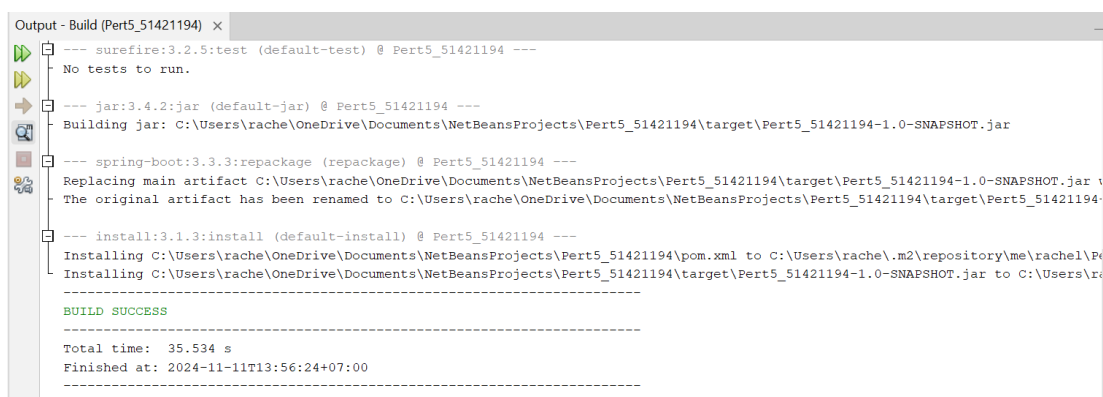 Output - Build (Pert5_51421194) ×
--- surefire:3.2.5:test (default-test) @ Pert5_51421194 ---
No tests to run.
--- jar:3.4.2:jar (default-jar) @ Pert5_51421194 ---
Building jar: C:\Users\rache\OneDrive\Documents\NetBeansProjects\Pert5_51421194\target\Pert5_51421194-1.0-SNAPSHOT.jar
--- spring-boot:3.3.3:repackage (repackage) @ Pert5_51421194 ---
Replacing main artifact C:\Users\rache\OneDrive\Documents\NetBeansProjects\Pert5_51421194\target\Pert5_51421194-1.0-SNAPSHOT.jar
The original artifact has been renamed to C:\Users\rache\OneDrive\Documents\NetBeansProjects\Pert5_51421194\target\Pert5_51421194-
--- install:3.1.3:install (default-install) @ Pert5_51421194 ---
Installing C:\Users\rache\OneDrive\Documents\NetBeansProjects\Pert5_51421194\pom.xml to C:\Users\rache\.m2\repository\me\rachel\Pe
Installing C:\Users\rache\OneDrive\Documents\NetBeansProjects\Pert5_51421194\target\Pert5_51421194-1.0-SNAPSHOT.jar to C:\Users\ra
------------------------------------------------------------------------
BUILD SUCCESS
------------------------------------------------------------------------
Total time:  35.534 s
Finished at: 2024-11-11T13:56:24+07:00
------------------------------------------------------------------------